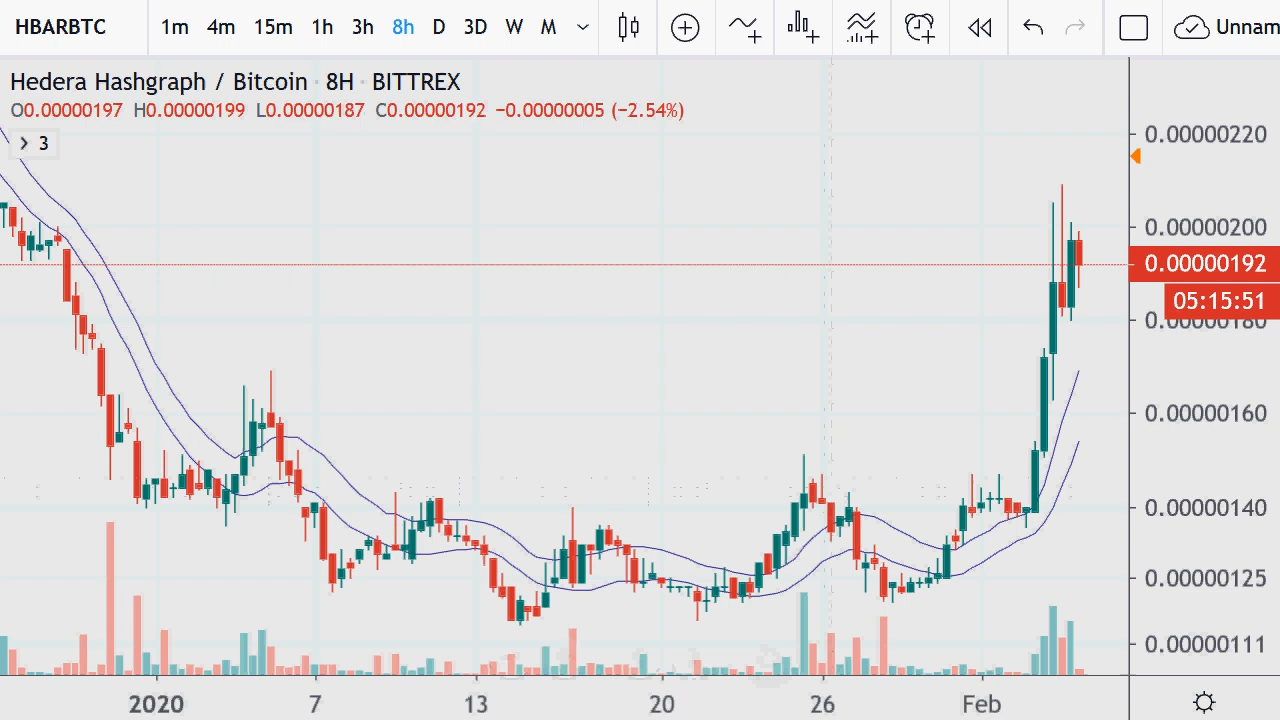 HBARBTC 1m 4m 15m 1h 3h 8h D 3D W M Unnam
Hedera Hashgraph / Bitcoin · 8H · BITTREX
O0.00000197 H0.00000199 L0.00000187 C0.00000192 −0.00000005 (−2.54%)
3
0.00000220
0.00000200
0.00000192
05:15:51
0.00000180
0.00000160
0.00000140
0.00000125
0.00000111
2020 7 13 20 26 Feb